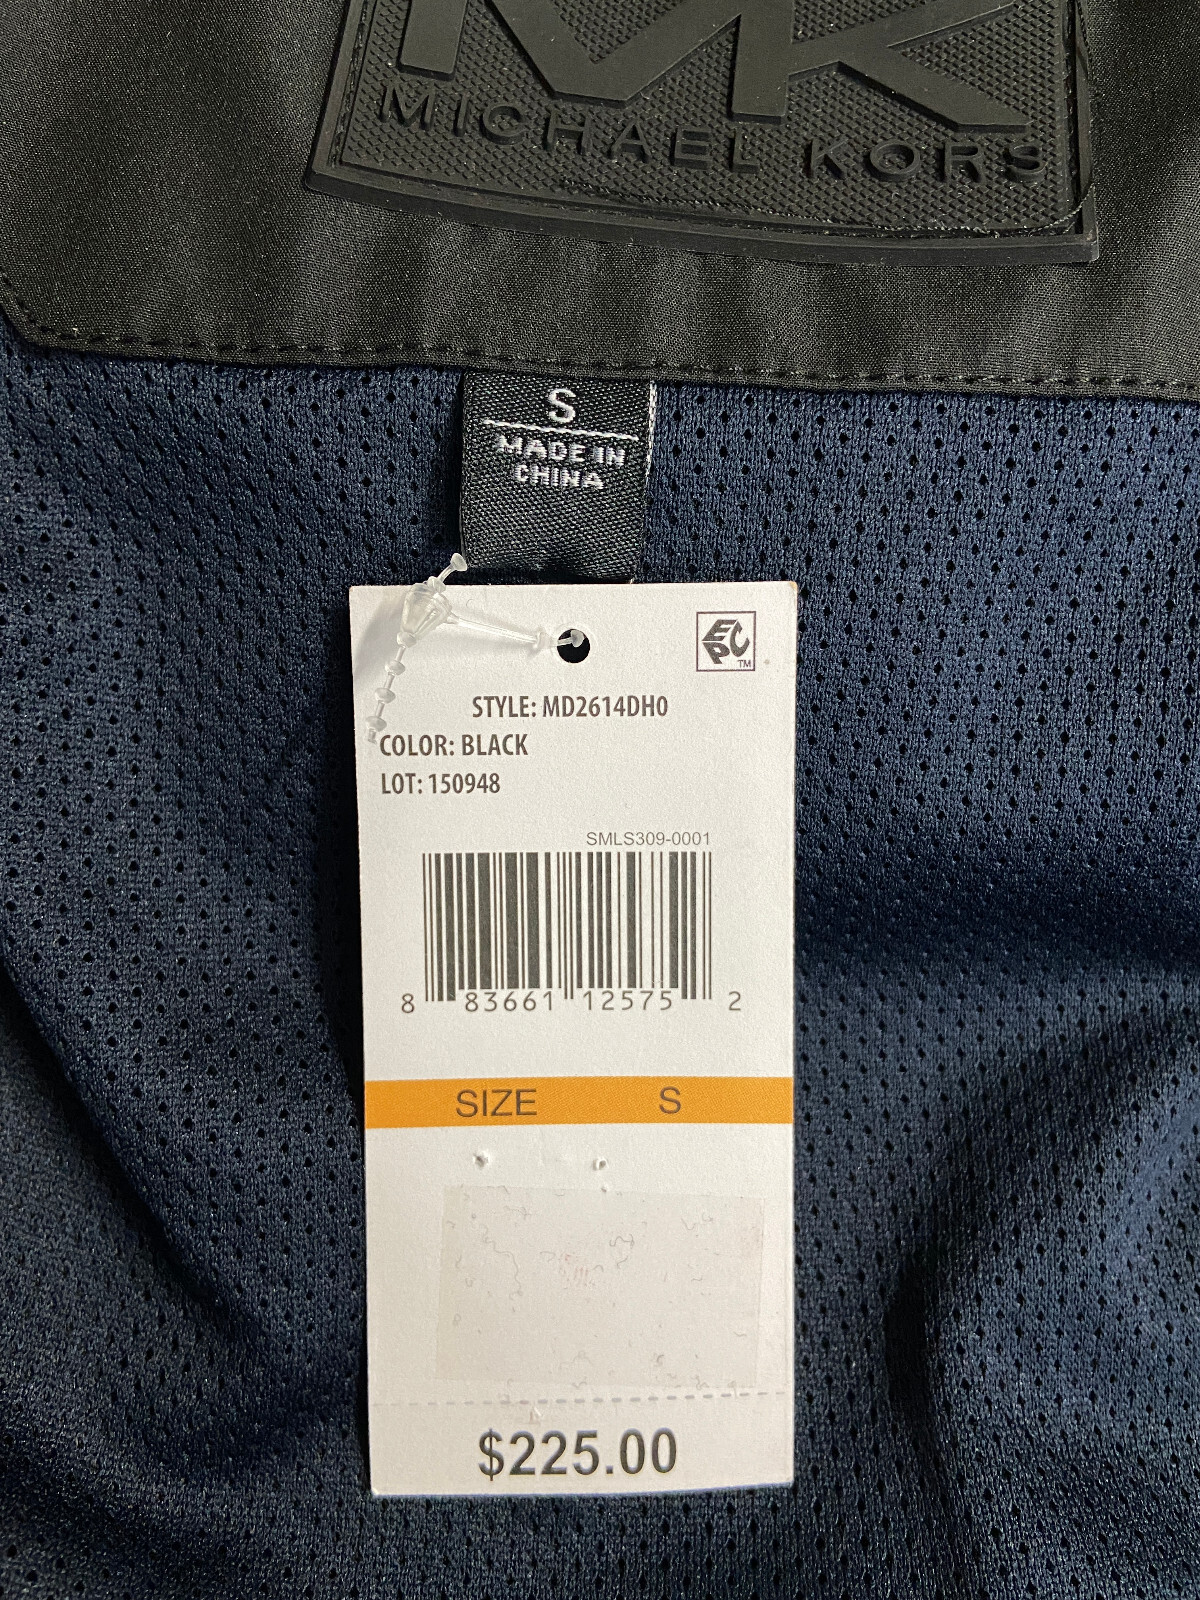 MK
MICHAEL KORS
S
MADE IN
CHINA
EPC
TM
STYLE: MD2614DH0
COLOR: BLACK
LOT: 150948
SMLS309-0001
8 83661 12575 2
SIZE S
$225.00